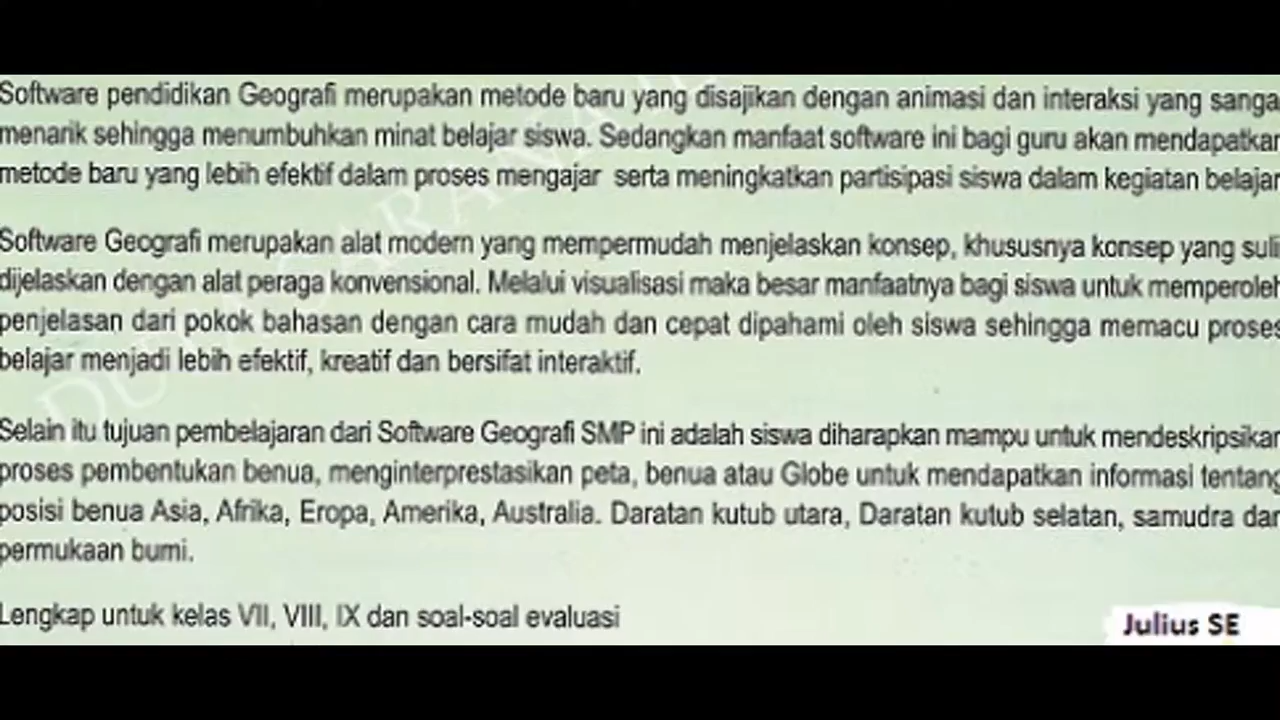 Software pendidikan Geografi merupakan metode baru yang disajikan dengan animasi dan interaksi yang sanga
menarik sehingga menumbuhkan minat belajar siswa. Sedangkan manfaat software ini bagi guru akan mendapatkan
metode baru yang lebih efektif dalam proses mengajar serta meningkatkan partisipasi siswa dalam kegiatan belajar
Software Geografi merupakan alat modern yang mempermudah menjelaskan konsep, khususnya konsep yang suli
dijelaskan dengan alat peraga konvensional. Melalui visualisasi maka besar manfaatnya bagi siswa untuk memperoleh
penjelasan dari pokok bahasan dengan cara mudah dan cepat dipahami oleh siswa sehingga memacu proses
belajar menjadi lebih efektif, kreatif dan bersifat interaktif.
Selain itu tujuan pembelajaran dari Software Geografi SMP ini adalah siswa diharapkan mampu untuk mendeskripsikan
proses pembentukan benua, menginterprestasikan peta, benua atau Globe untuk mendapatkan informasi tentang
posisi benua Asia, Afrika, Eropa, Amerika, Australia. Daratan kutub utara, Daratan kutub selatan, samudra dan
permukaan bumi.
Lengkap untuk kelas VII, VIII, IX dan soal-soal evaluasi
Julius SE